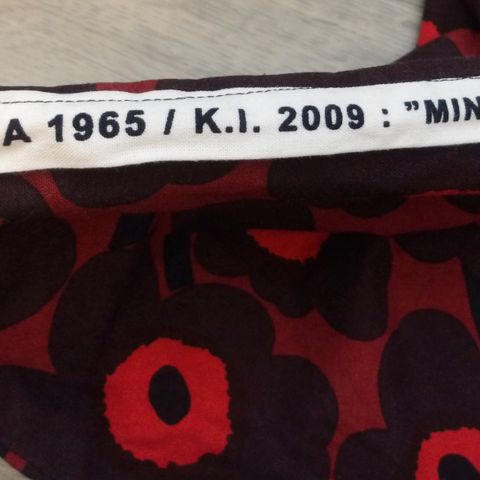 A 1965 / K.I. 2009 : "MIN